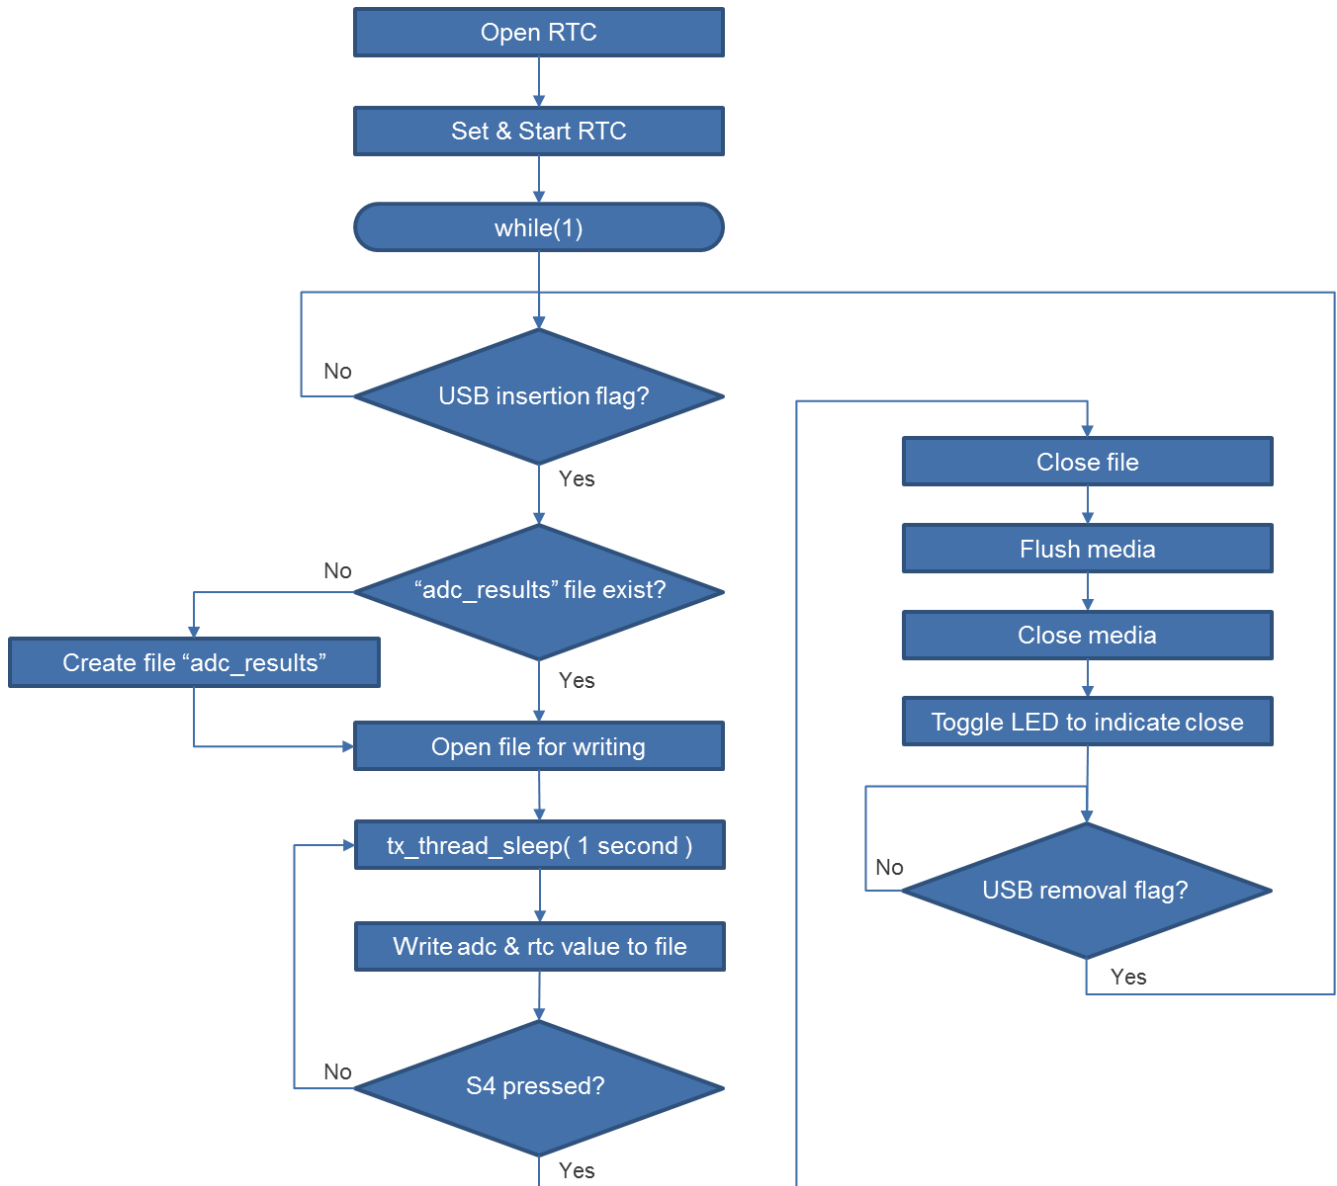 Open RTC
Set & Start RTC
while(1)
No
USB insertion flag?
Yes
No
“adc_results” file exist?
Create file “adc_results”
Yes
Open file for writing
tx_thread_sleep( 1 second )
Write adc & rtc value to file
No
S4 pressed?
Yes
Close file
Flush media
Close media
Toggle LED to indicate close
No
USB removal flag?
Yes